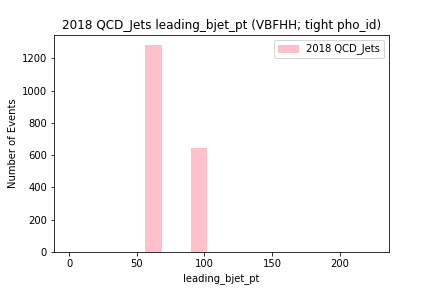 2018 QCD_Jets leading_bjet_pt (VBFHH; tight pho_id)
2018 QCD_Jets
Number of Events
1200
1000
800
600
400
200
0
0 50 100 150 200
leading_bjet_pt